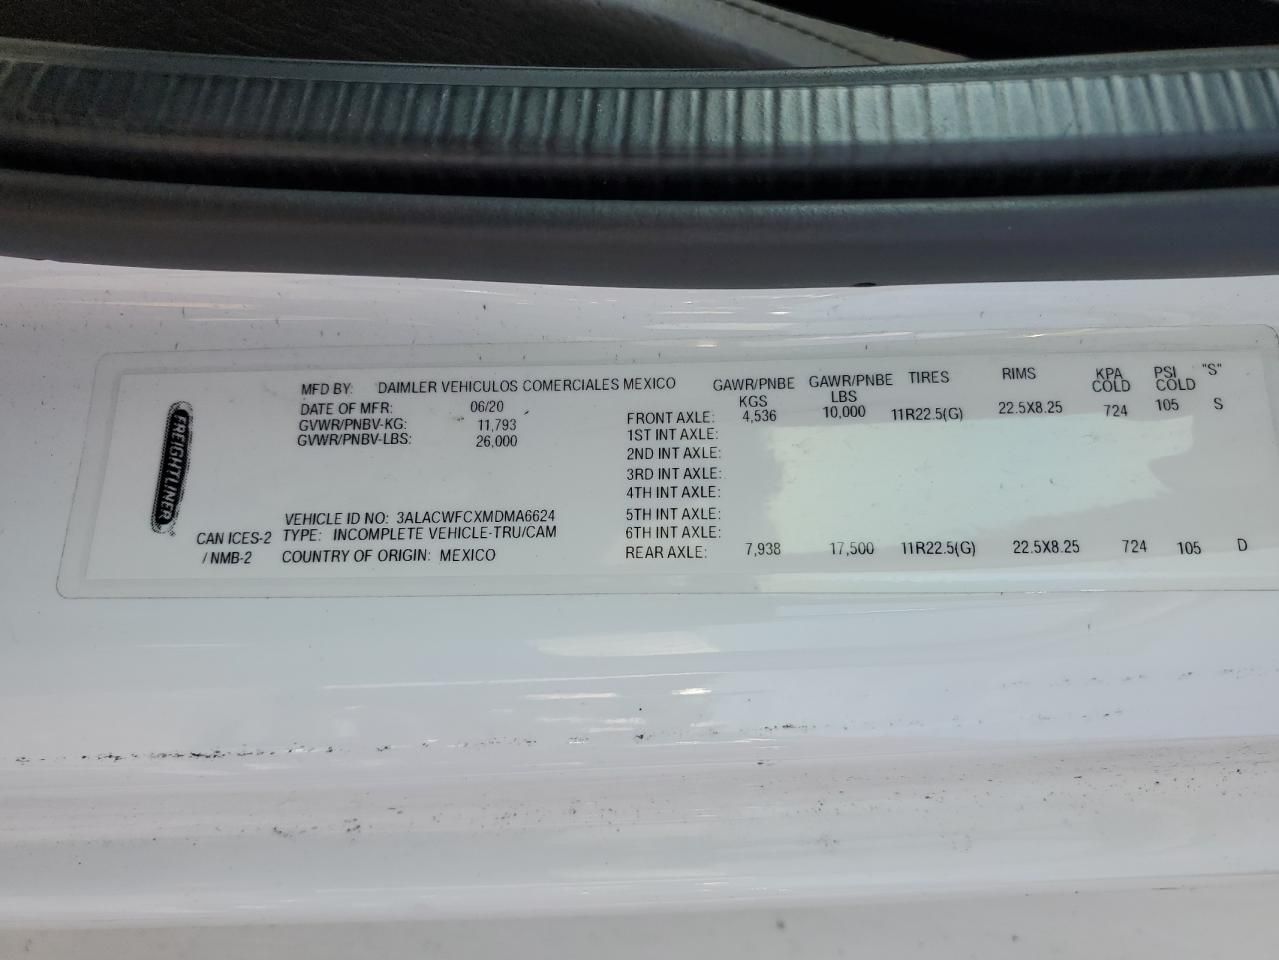 FREIGHTLINER
MFD BY: DAIMLER VEHICULOS COMERCIALES MEXICO
DATE OF MFR: 06/20
GVWR/PNBV-KG: 11,793
GVWR/PNBV-LBS: 26,000
VEHICLE ID NO: 3ALACWFCXMDMA6624
CAN ICES-2 TYPE: INCOMPLETE VEHICLE-TRU/CAM
/ NMB-2 COUNTRY OF ORIGIN: MEXICO
GAWR/PNBE GAWR/PNBE TIRES RIMS KPA PSI "S"
KGS LBS COLD COLD
FRONT AXLE: 4,536 10,000 11R22.5(G) 22.5X8.25 724 105 S
1ST INT AXLE:
2ND INT AXLE:
3RD INT AXLE:
4TH INT AXLE:
5TH INT AXLE:
6TH INT AXLE:
REAR AXLE: 7,938 17,500 11R22.5(G) 22.5X8.25 724 105 D